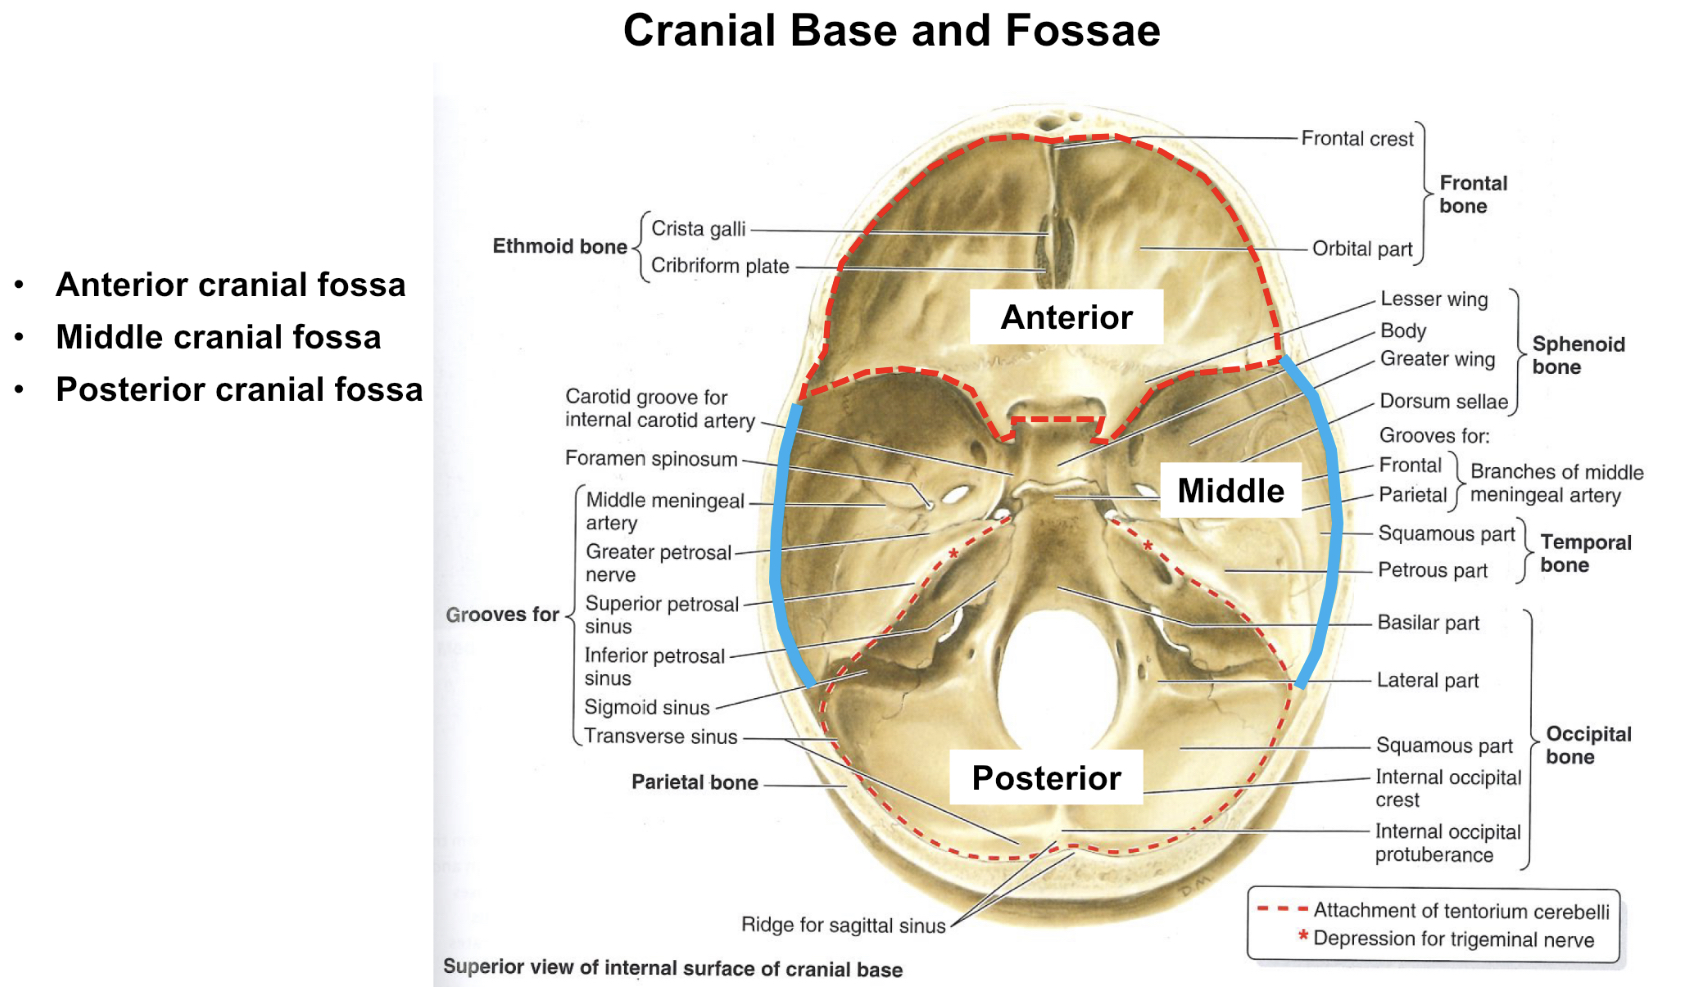 Cranial Base and Fossae
• Anterior cranial fossa
• Middle cranial fossa
• Posterior cranial fossa
Ethmoid bone
Crista galli
Cribriform plate
Carotid groove for
internal carotid artery
Foramen spinosum
Grooves for
Middle meningeal
artery
Greater petrosal
nerve
Superior petrosal
sinus
Inferior petrosal
sinus
Sigmoid sinus
Transverse sinus
Parietal bone
Ridge for sagittal sinus
Superior view of internal surface of cranial base
Anterior
Middle
Posterior
*
*
Frontal crest
Orbital part
Frontal
bone
Lesser wing
Body
Greater wing
Dorsum sellae
Sphenoid
bone
Grooves for:
Frontal
Parietal
Branches of middle
meningeal artery
Squamous part
Petrous part
Temporal
bone
Basilar part
Lateral part
Squamous part
Internal occipital
crest
Internal occipital
protuberance
Occipital
bone
D.M
Attachment of tentorium cerebelli
* Depression for trigeminal nerve